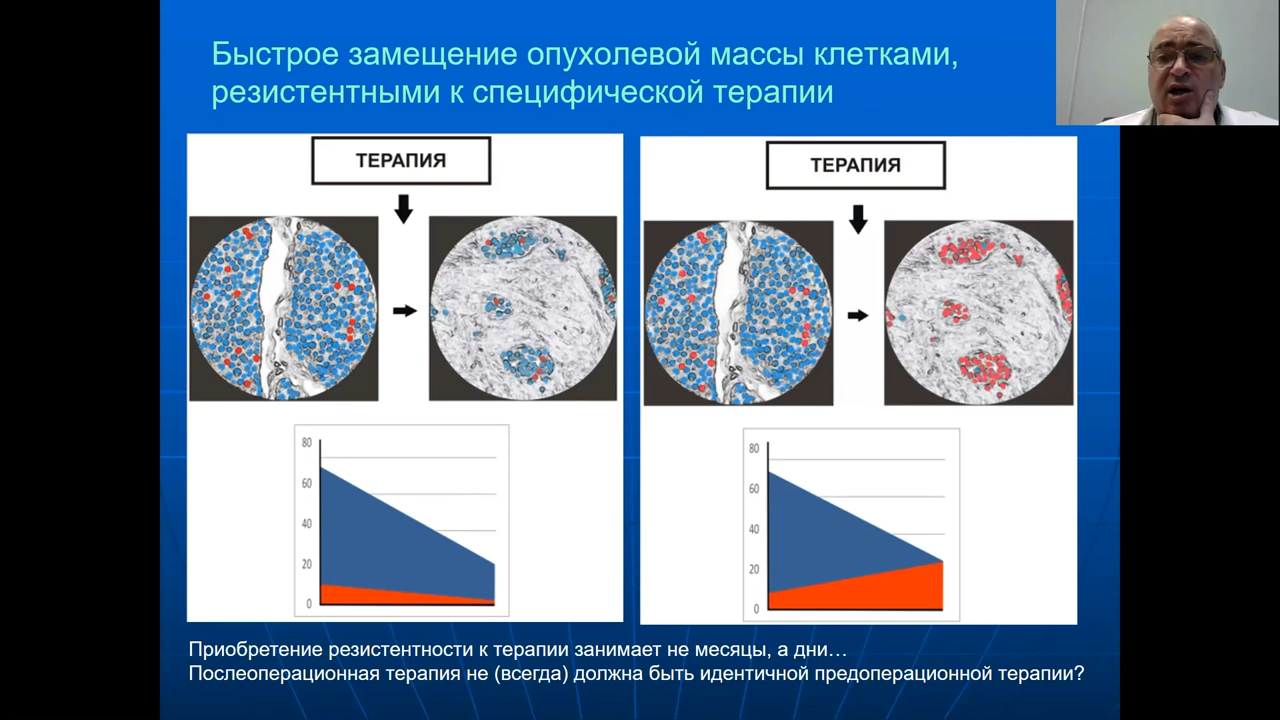 Быстрое замещение опухолевой массы клетками,
резистентными к специфической терапии
ТЕРАПИЯ
80
60
40
20
0
ТЕРАПИЯ
80
60
40
20
0
Приобретение резистентности к терапии занимает не месяцы, а дни…
Послеоперационная терапия не (всегда) должна быть идентичной предоперационной терапии?